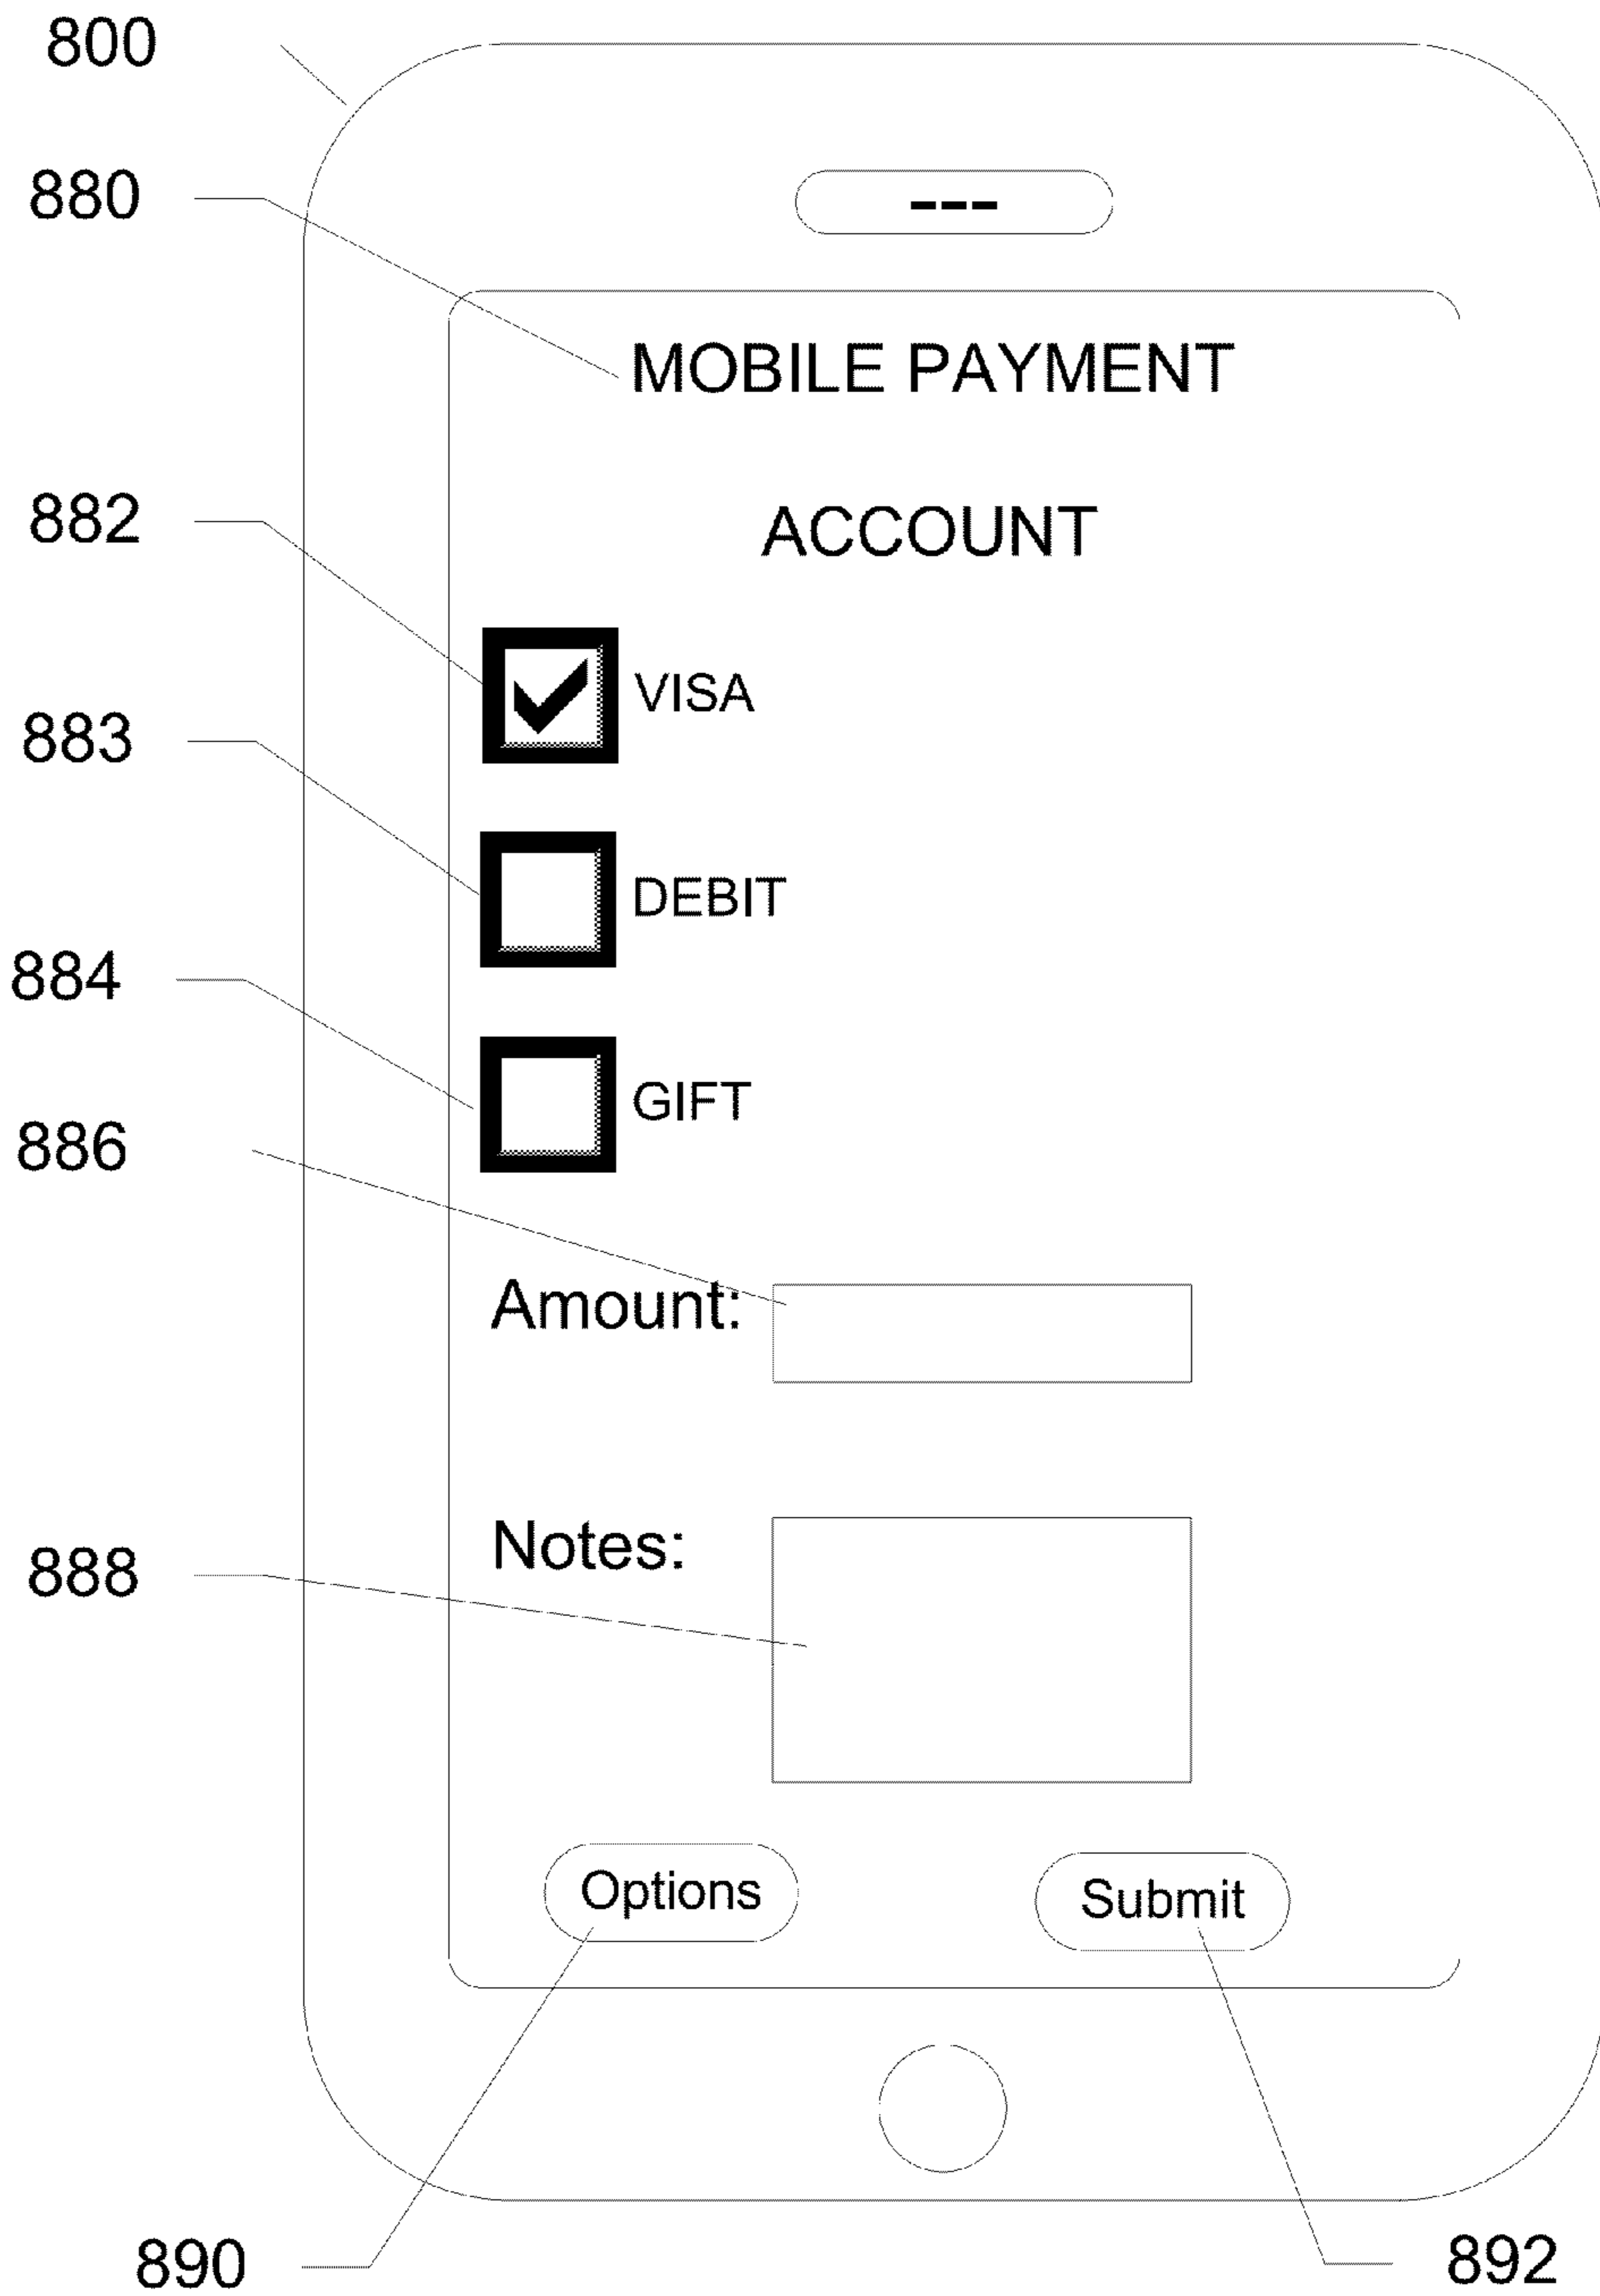 800
880
---
MOBILE PAYMENT
882
ACCOUNT
VISA
883
DEBIT
884
GIFT
886
Amount:
Notes:
888
Options
Submit
890
892